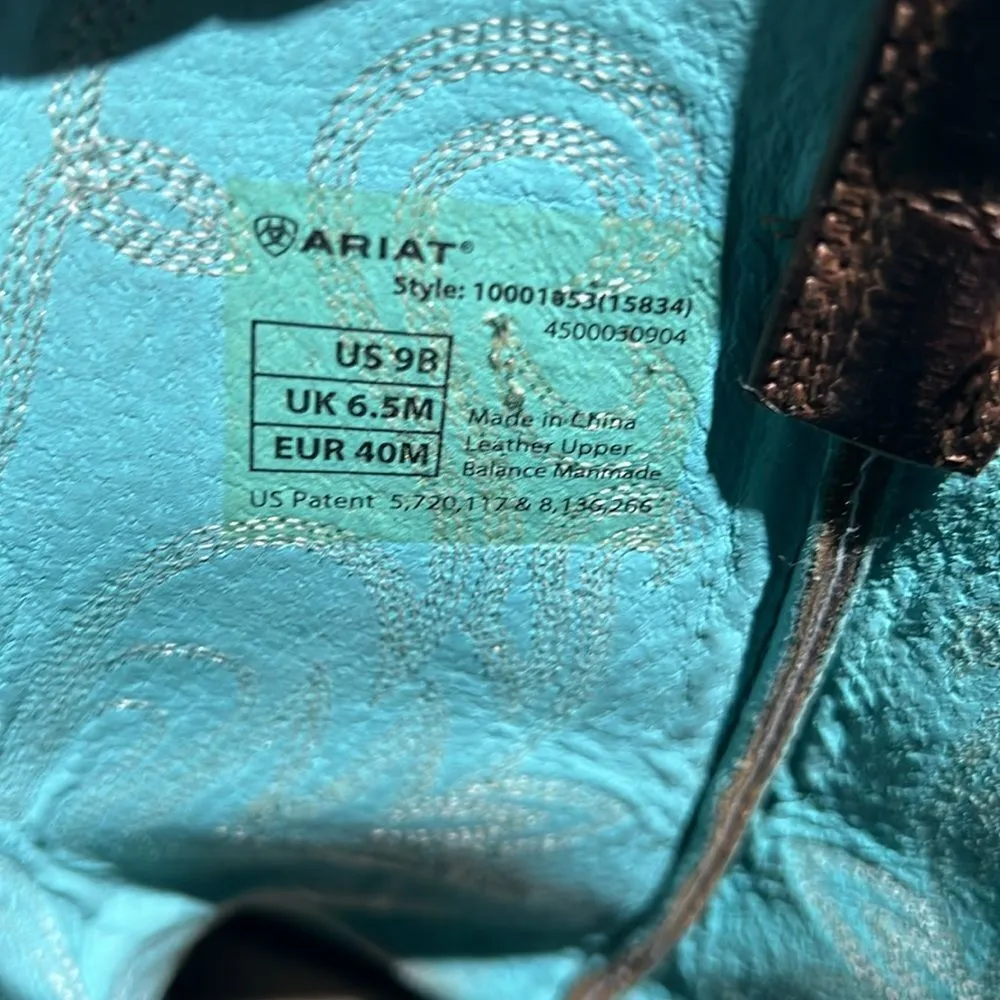 ARIAT®
Style: 10001853(15834)
4500030904
US 9B
UK 6.5M
EUR 40M
Made in China
Leather Upper
Balance Manmade
US Patent 5,720,117 & 8,136,266